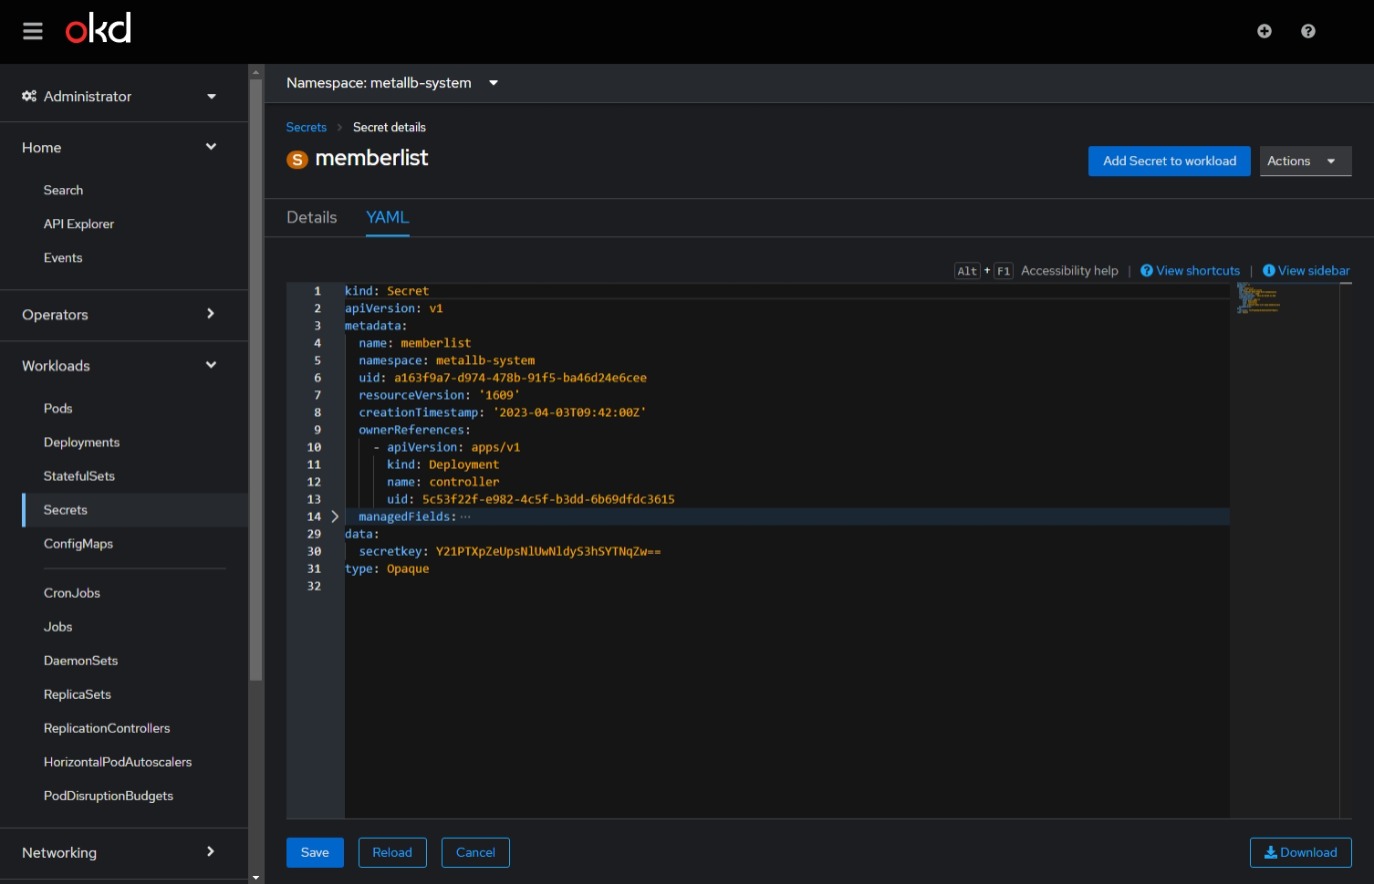 okd
Administrator
Home
Search
API Explorer
Events
Operators
Workloads
Pods
Deployments
StatefulSets
Secrets
ConfigMaps
CronJobs
Jobs
DaemonSets
ReplicaSets
ReplicationControllers
HorizontalPodAutoscalers
PodDisruptionBudgets
Networking
Namespace: metallb-system
Secrets > Secret details
S memberlist
Add Secret to workload Actions
Details YAML
Alt + F1 Accessibility help | View shortcuts | View sidebar
1 kind: Secret
2 apiVersion: v1
3 metadata:
4 name: memberlist
5 namespace: metallb-system
6 uid: a163f9a7-d974-478b-91f5-ba46d24e6cee
7 resourceVersion: '1609'
8 creationTimestamp: '2023-04-03T09:42:00Z'
9 ownerReferences:
10 - apiVersion: apps/v1
11 kind: Deployment
12 name: controller
13 uid: 5c53f22f-e982-4c5f-b3dd-6b69dfdc3615
14 > managedFields: ···
29 data:
30 secretkey: Y21PTXpZeUpsNlUwNldyS3hSYTNqZw==
31 type: Opaque
32
Save Reload Cancel Download